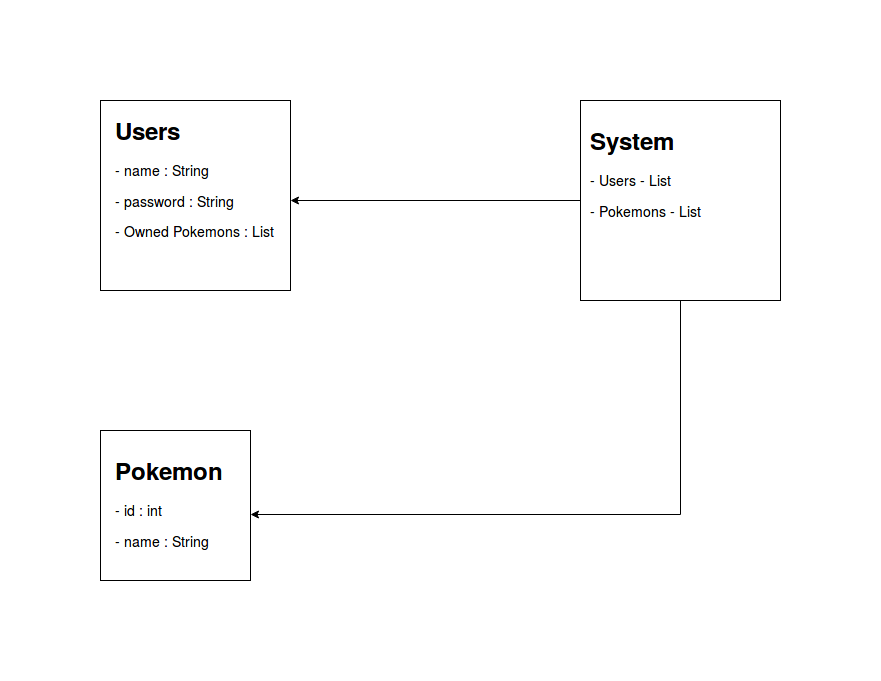 Users
- name : String
- password : String
- Owned Pokemons : List
System
- Users - List
- Pokemons - List
Pokemon
- id : int
- name : String